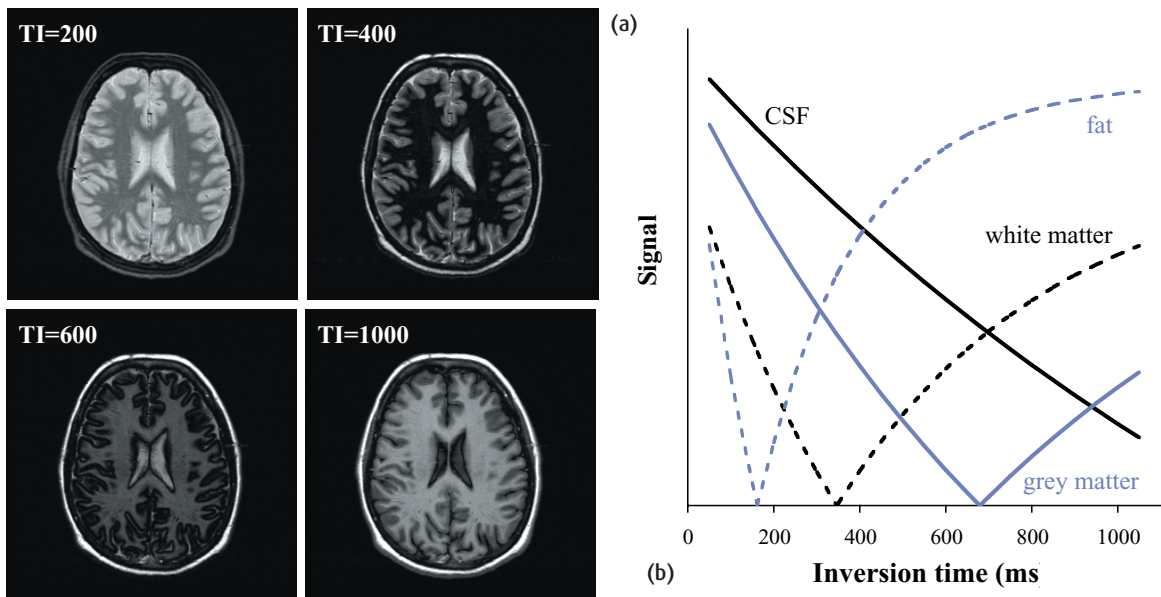 TI=200
TI=400
TI=600
TI=1000
(a)
CSF
fat
white matter
grey matter
Signal
0 200 400 600 800 1000
(b)
Inversion time (ms